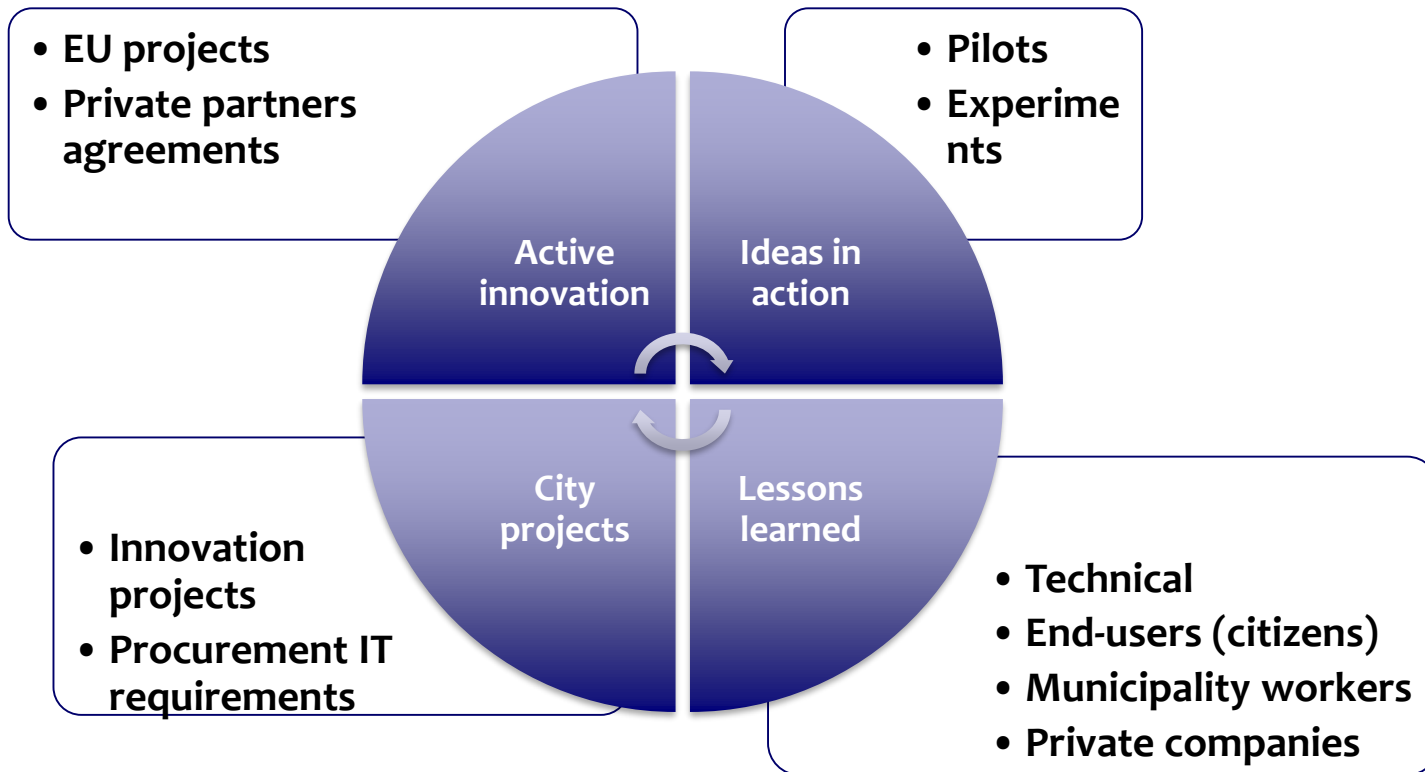 • EU projects
• Private partners
agreements
• Pilots
• Experime
nts
Active
innovation
Ideas in
action
City
projects
Lessons
learned
• Innovation
projects
• Procurement IT
requirements
• Technical
• End-users (citizens)
• Municipality workers
• Private companies